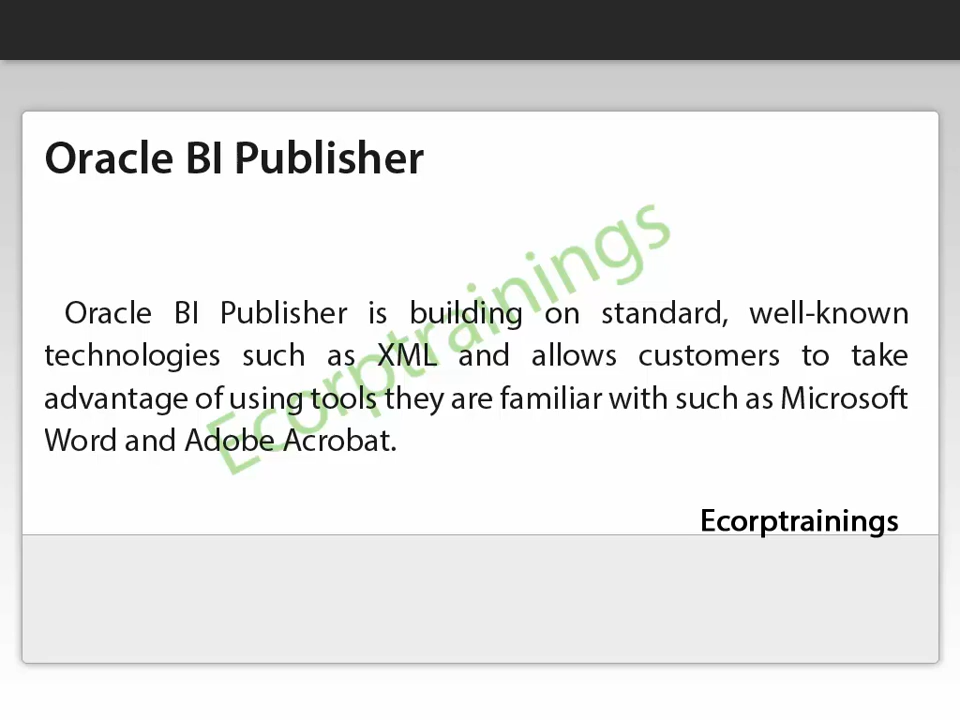 Oracle BI Publisher
Oracle BI Publisher is building on standard, well-known
technologies such as XML and allows customers to take
advantage of using tools they are familiar with such as Microsoft
Word and Adobe Acrobat.
Ecorptrainings
Ecorptrainings